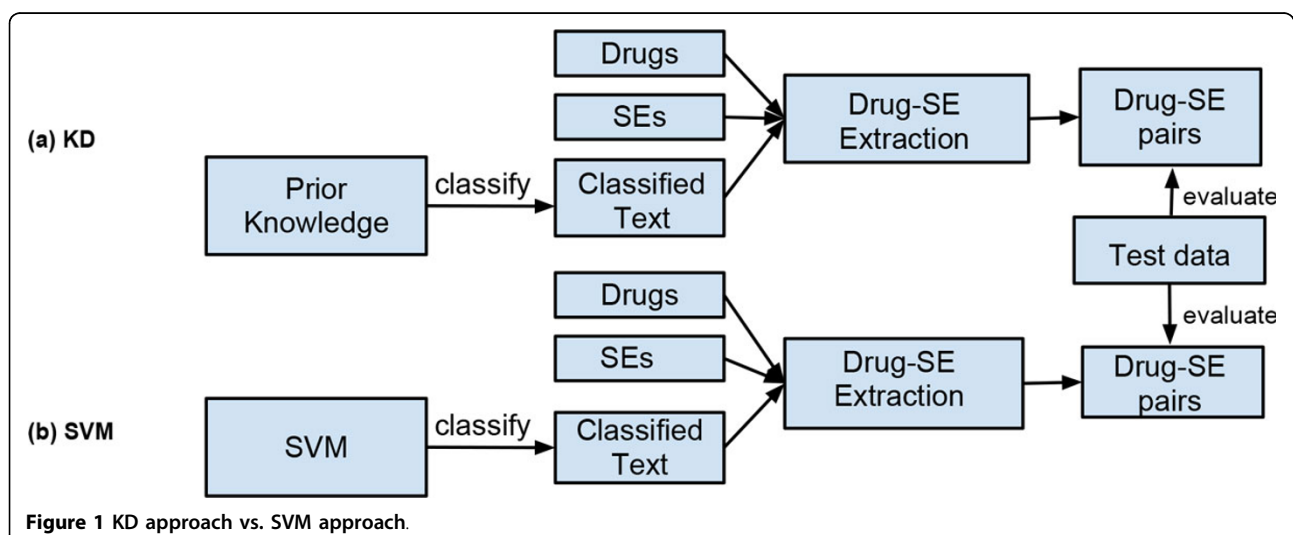 (a) KD
Prior
Knowledge
classify
Drugs
SEs
Classified
Text
Drug-SE
Extraction
Drug-SE
pairs
evaluate
Test data
evaluate
(b) SVM
SVM
classify
Drugs
SEs
Classified
Text
Drug-SE
Extraction
Drug-SE
pairs
Figure 1 KD approach vs. SVM approach.